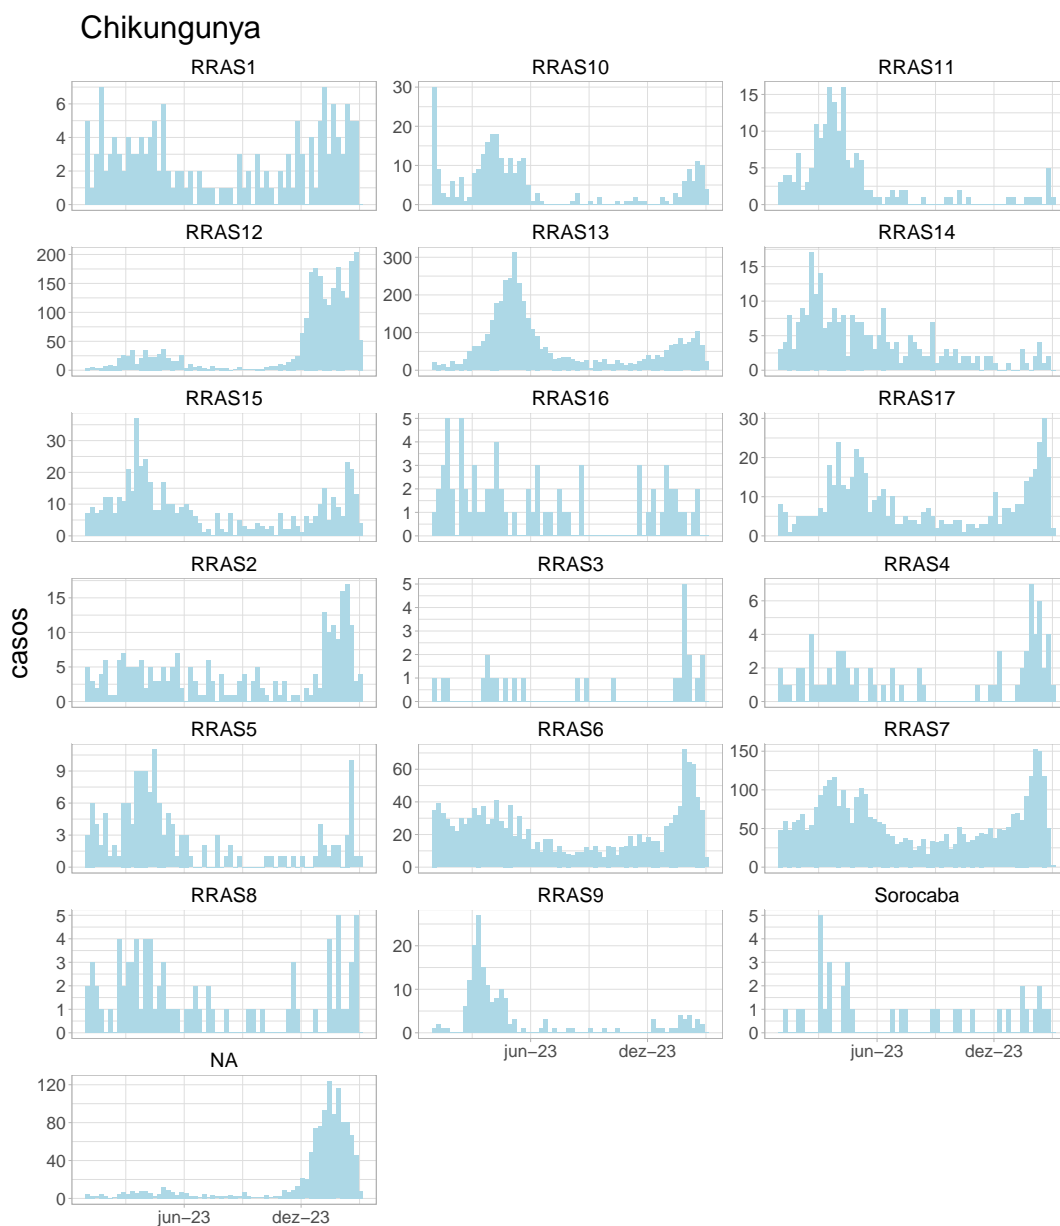 Chikungunya
RRAS1 RRAS10 RRAS11
6 4 2 0
30 20 10 0
15 10 5 0
RRAS12 RRAS13 RRAS14
200 150 100 50 0
300 200 100 0
15 10 5 0
RRAS15 RRAS16 RRAS17
30 20 10 0
5 4 3 2 1 0
30 20 10 0
RRAS2 RRAS3 RRAS4
15 10 5 0
5 4 3 2 1 0
6 4 2 0
casos
RRAS5 RRAS6 RRAS7
9 6 3 0
60 40 20 0
150 100 50 0
RRAS8 RRAS9 Sorocaba
5 4 3 2 1 0
20 10 0
5 4 3 2 1 0
jun−23 dez−23 jun−23 dez−23
NA
120 80 40 0
jun−23 dez−23